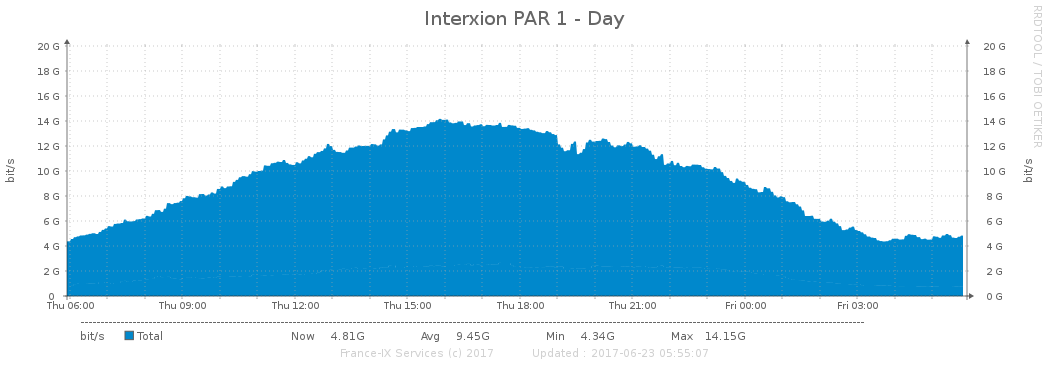 Interxion PAR 1 - Day
RRDTOOL / TOBI OETIKER
20 G 20 G
18 G 18 G
16 G 16 G
14 G 14 G
12 G 12 G
10 G 10 G
8 G 8 G
6 G 6 G
4 G 4 G
2 G 2 G
0 0 G
bit/s
bit/s
Thu 06:00 Thu 09:00 Thu 12:00 Thu 15:00 Thu 18:00 Thu 21:00 Fri 00:00 Fri 03:00
bit/s Total Now 4.81G Avg 9.45G Min 4.34G Max 14.15G
France-IX Services (c) 2017 Updated : 2017-06-23 05:55:07